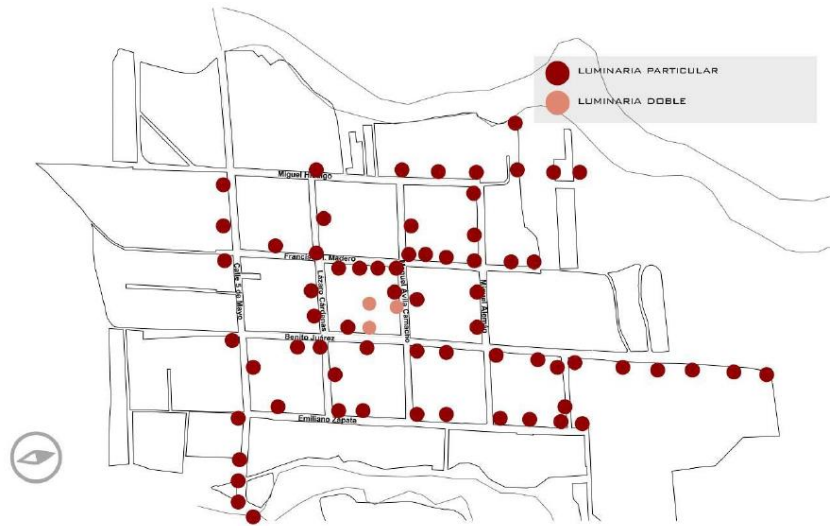 LUMINARIA PARTICULAR
LUMINARIA DOBLE
Miguel Hidalgo
Francisco I. Madero
Calle 5 de Mayo
Lázaro Cárdenas
Manuel Avila Camacho
Miguel Alemán
Benito Juárez
Emiliano Zapata